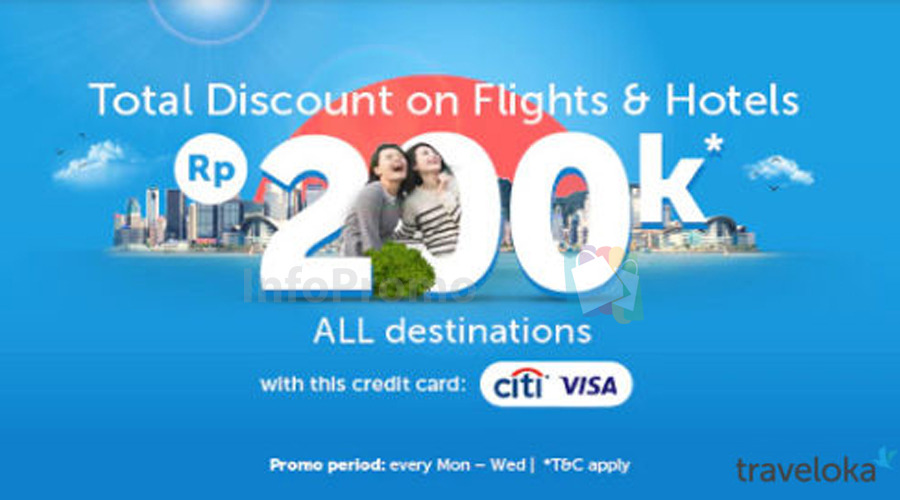 Total Discount on Flights & Hotels
Rp 200k*
InfoPromo
ALL destinations
with this credit card: citi VISA
Promo period: every Mon – Wed | *T&C apply
traveloka